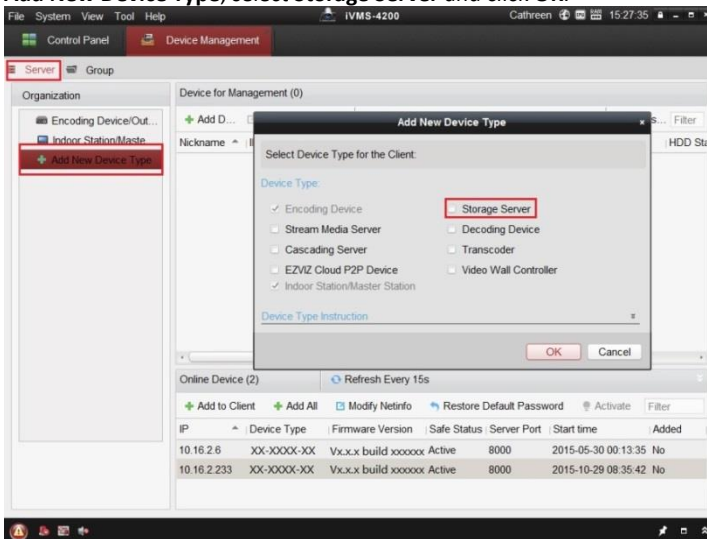 Add New Device Type, select Storage Server and click OK.
File System View Tool Help iVMS-4200 Cathreen 15:27:35
Control Panel Device Management
Server Group
Organization
Encoding Device/Out...
Indoor Station/Maste...
Add New Device Type
Device for Management (0)
Add D...
Filter
Nickname
HDD Sta
Add New Device Type
Select Device Type for the Client:
Device Type:
Encoding Device Storage Server
Stream Media Server Decoding Device
Cascading Server Transcoder
EZVIZ Cloud P2P Device Video Wall Controller
Indoor Station/Master Station
Device Type Instruction
OK Cancel
Online Device (2) Refresh Every 15s
Add to Client Add All Modify Netinfo Restore Default Password Activate Filter
IP Device Type Firmware Version Safe Status Server Port Start time Added
10.16.2.6 XX-XXXX-XX Vx.x.x build xxxxxx Active 8000 2015-05-30 00:13:35 No
10.16.2.233 XX-XXXX-XX Vx.x.x build xxxxxx Active 8000 2015-10-29 08:35:42 No